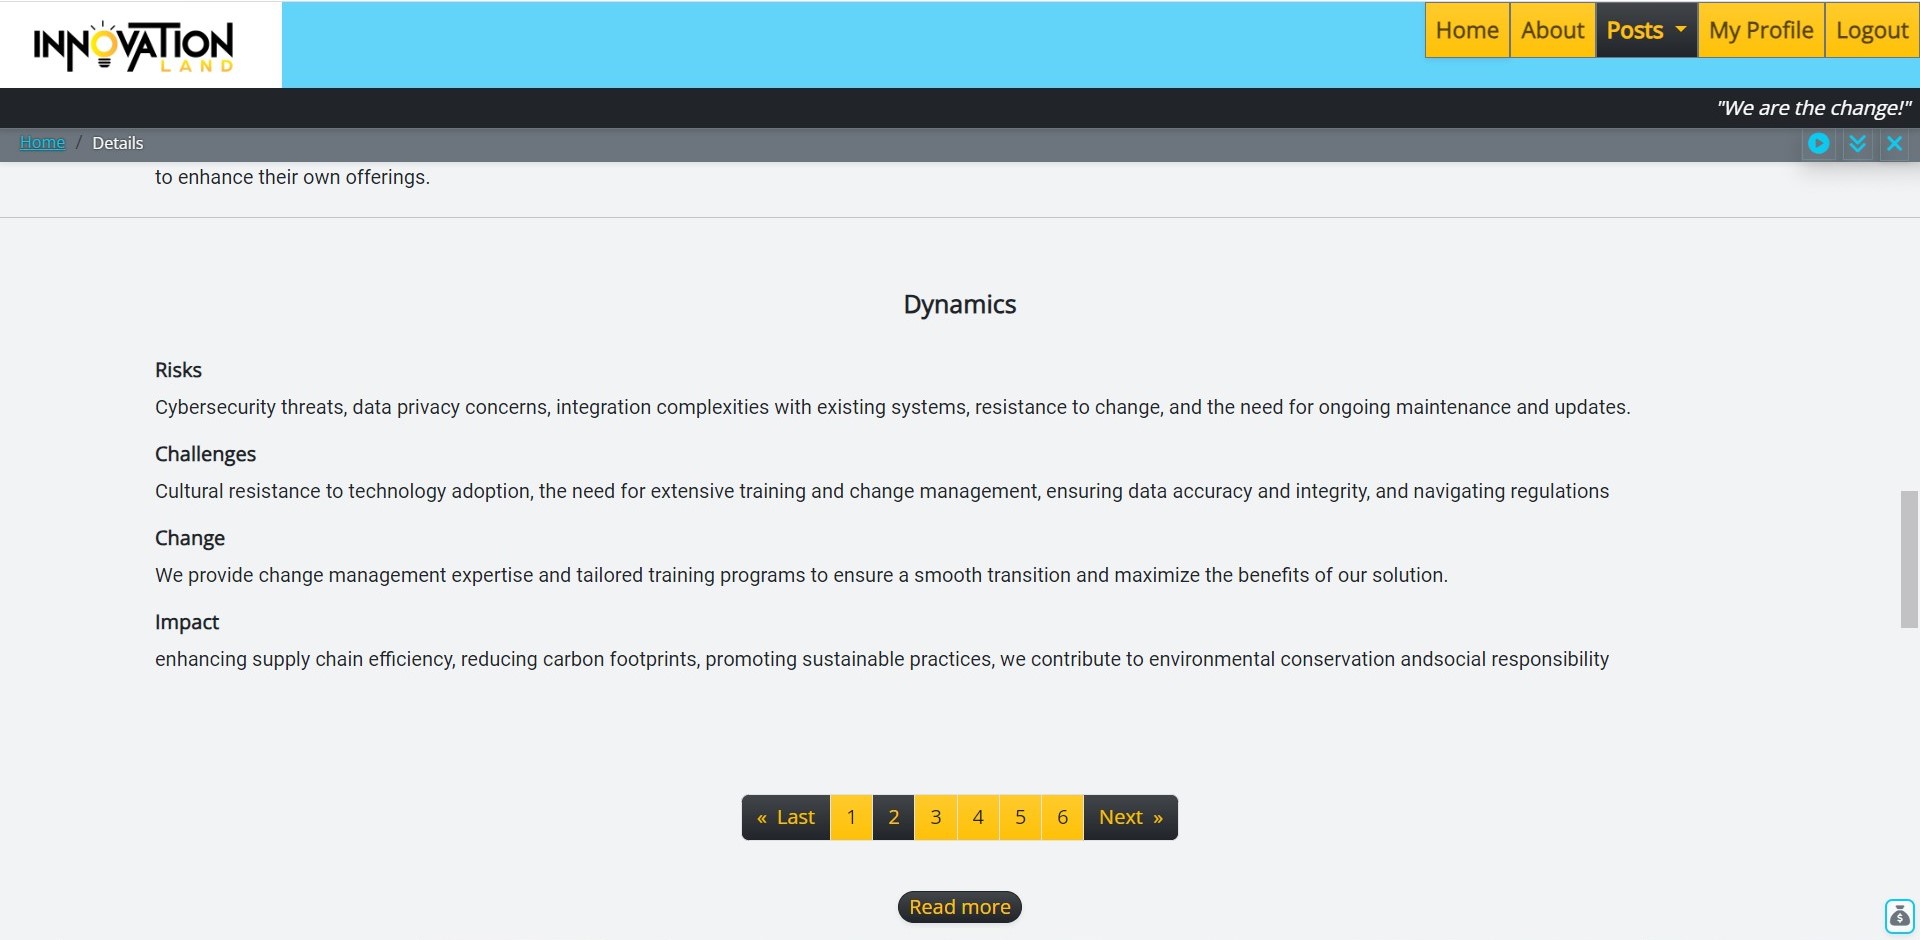 INNOVATION
LAND
Home About Posts My Profile Logout
"We are the change!"
Home / Details
to enhance their own offerings.
Dynamics
Risks
Cybersecurity threats, data privacy concerns, integration complexities with existing systems, resistance to change, and the need for ongoing maintenance and updates.
Challenges
Cultural resistance to technology adoption, the need for extensive training and change management, ensuring data accuracy and integrity, and navigating regulations
Change
We provide change management expertise and tailored training programs to ensure a smooth transition and maximize the benefits of our solution.
Impact
enhancing supply chain efficiency, reducing carbon footprints, promoting sustainable practices, we contribute to environmental conservation andsocial responsibility
« Last 1 2 3 4 5 6 Next »
Read more